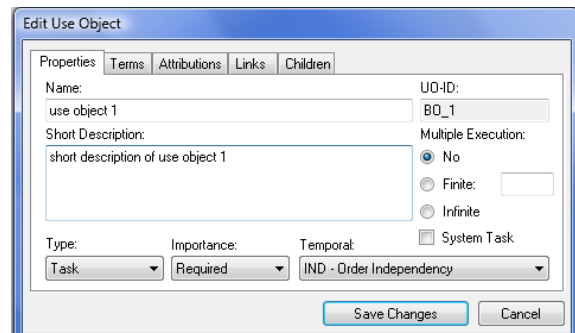 Edit Use Object
Properties Terms Attributions Links Children
Name: UO-ID:
use object 1 BO_1
Short Description: Multiple Execution:
short description of use object 1 No
Finite:
Infinite
System Task
Type: Importance: Temporal:
Task Required IND - Order Independency
Save Changes Cancel